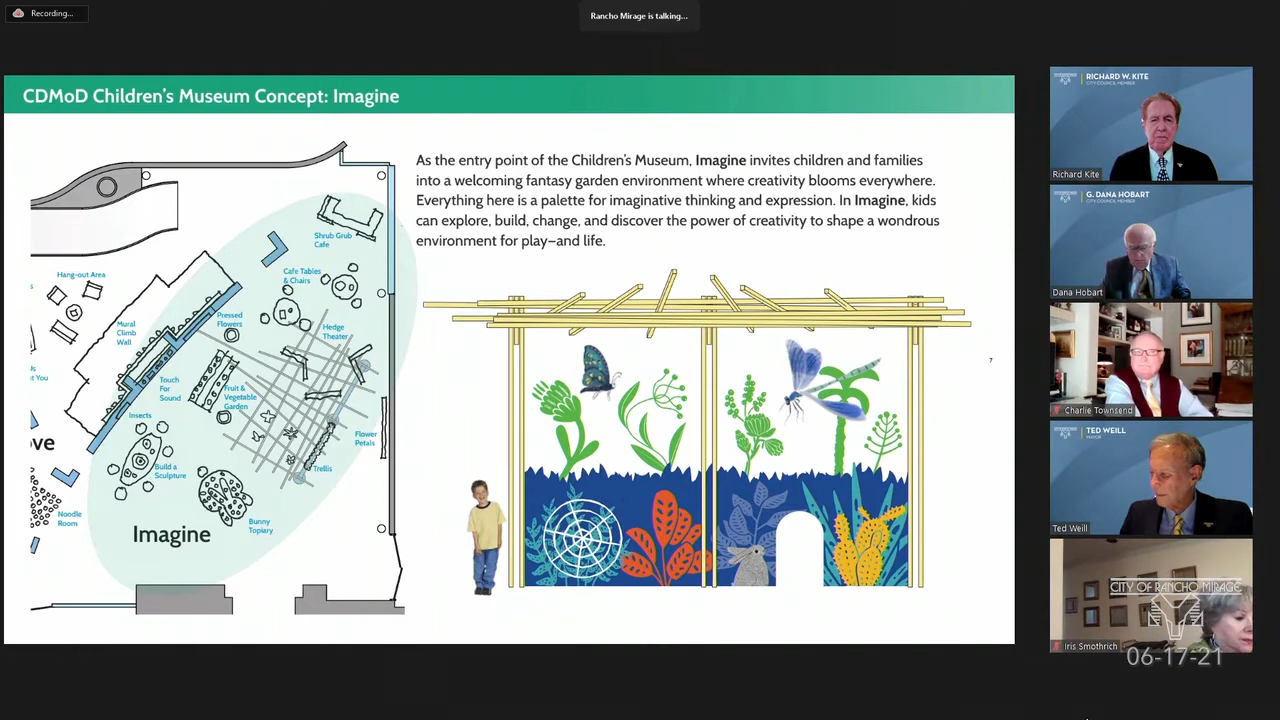 Recording...
Rancho Mirage is talking...
CDMoD Children's Museum Concept: Imagine
As the entry point of the Children's Museum, Imagine invites children and families
into a welcoming fantasy garden environment where creativity blooms everywhere.
Everything here is a palette for imaginative thinking and expression. In Imagine, kids
can explore, build, change, and discover the power of creativity to shape a wondrous
environment for play—and life.
Shrub Grub
Cafe
Hang-out Area
Cafe Tables
& Chairs
Mural
Climb
Wall
Pressed
Flowers
Hedge
Theater
t You
Touch
For
Sound
Fruit &
Vegetable
Garden
Insects
Flower
Petals
ove
Build a
Sculpture
Trellis
Noodle
Room
Bunny
Topiary
Imagine
7
RICHARD W. KITE
CITY COUNCIL MEMBER
Richard Kite
G. DANA HOBART
CITY COUNCIL MEMBER
Dana Hobart
Charlie Townsend
TED WEILL
MAYOR
Ted Weill
CITY OF RANCHO MIRAGE
Iris Smothrich
06-17-21